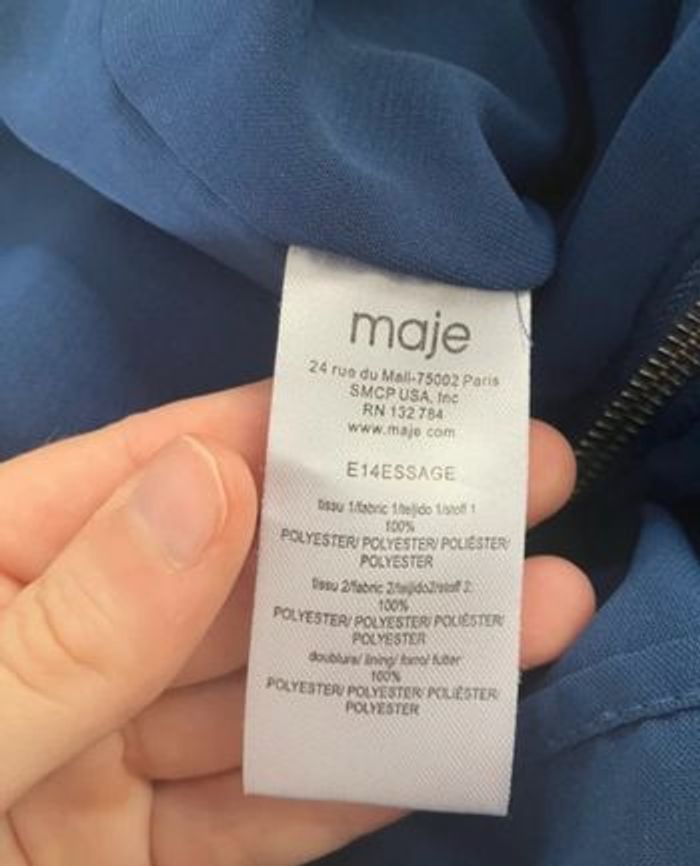 maje
24 rue du Mail-75002 Paris
SMCP USA, Inc
RN 132 784
www.maje.com
E14ESSAGE
tissu 1/fabric 1/tejido 1/stoff 1
100%
POLYESTER/ POLYESTER/ POLIÉSTER/
POLYESTER
tissu 2/fabric 2/tejido2/stoff 2:
100%
POLYESTER/ POLYESTER/ POLIÉSTER/
POLYESTER
doublure/ lining/ forro/ futter
100%
POLYESTER/ POLYESTER/ POLIÉSTER/
POLYESTER